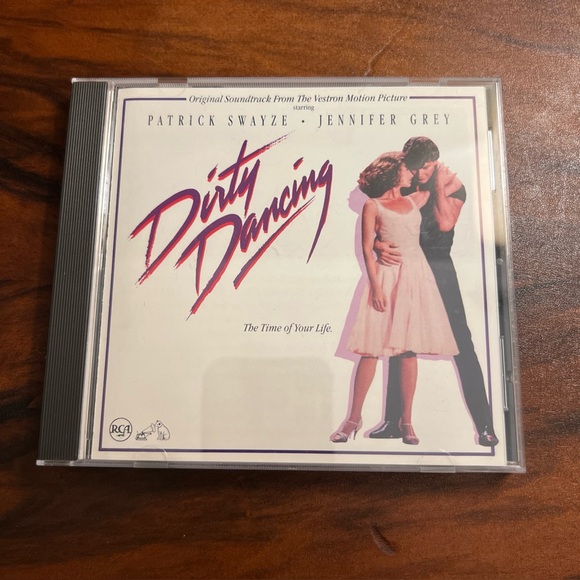 Original Soundtrack From The Vestron Motion Picture
starring
PATRICK SWAYZE • JENNIFER GREY
Dirty
Dancing
The Time of Your Life.
RCA